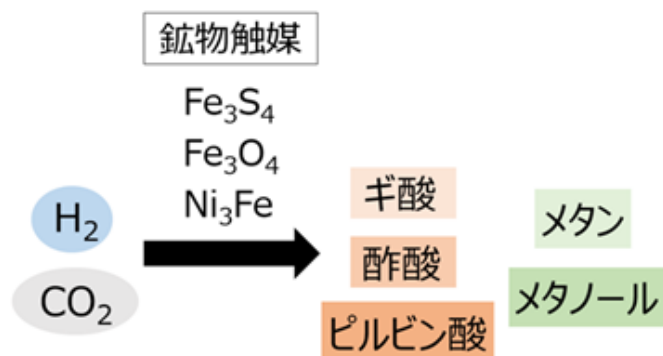 鉱物触媒
Fe₃S₄
Fe₃O₄
Ni₃Fe
H₂
CO₂
ギ酸
酢酸
ピルビン酸
メタン
メタノール